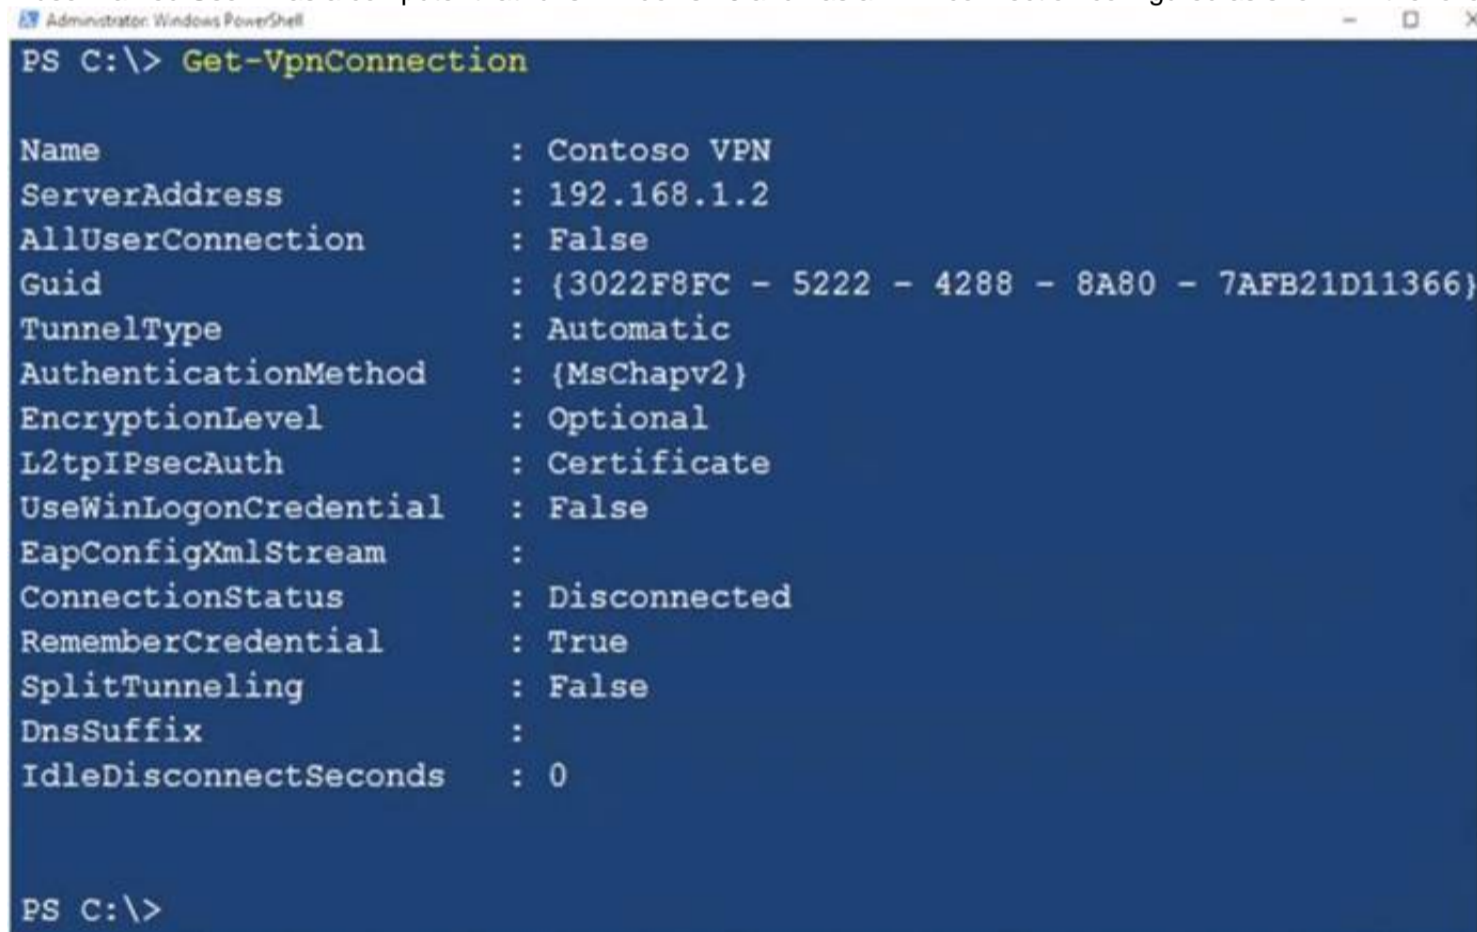 Administrator: Windows PowerShell
PS C:\> Get-VpnConnection
Name : Contoso VPN
ServerAddress : 192.168.1.2
AllUserConnection : False
Guid : {3022F8FC - 5222 - 4288 - 8A80 - 7AFB21D11366}
TunnelType : Automatic
AuthenticationMethod : {MsChapv2}
EncryptionLevel : Optional
L2tpIPsecAuth : Certificate
UseWinLogonCredential : False
EapConfigXmlStream :
ConnectionStatus : Disconnected
RememberCredential : True
SplitTunneling : False
DnsSuffix :
IdleDisconnectSeconds : 0
PS C:\>